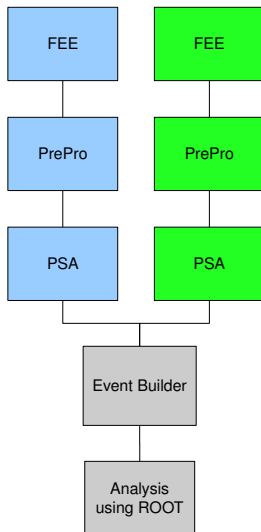 FEE
FEE
PrePro
PrePro
PSA
PSA
Event Builder
Analysis
using ROOT